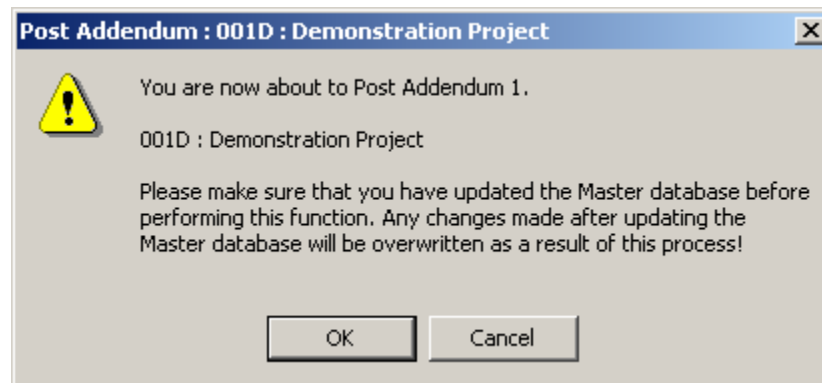 Post Addendum : 001D : Demonstration Project
You are now about to Post Addendum 1.
001D : Demonstration Project
Please make sure that you have updated the Master database before
performing this function. Any changes made after updating the
Master database will be overwritten as a result of this process!
OK
Cancel